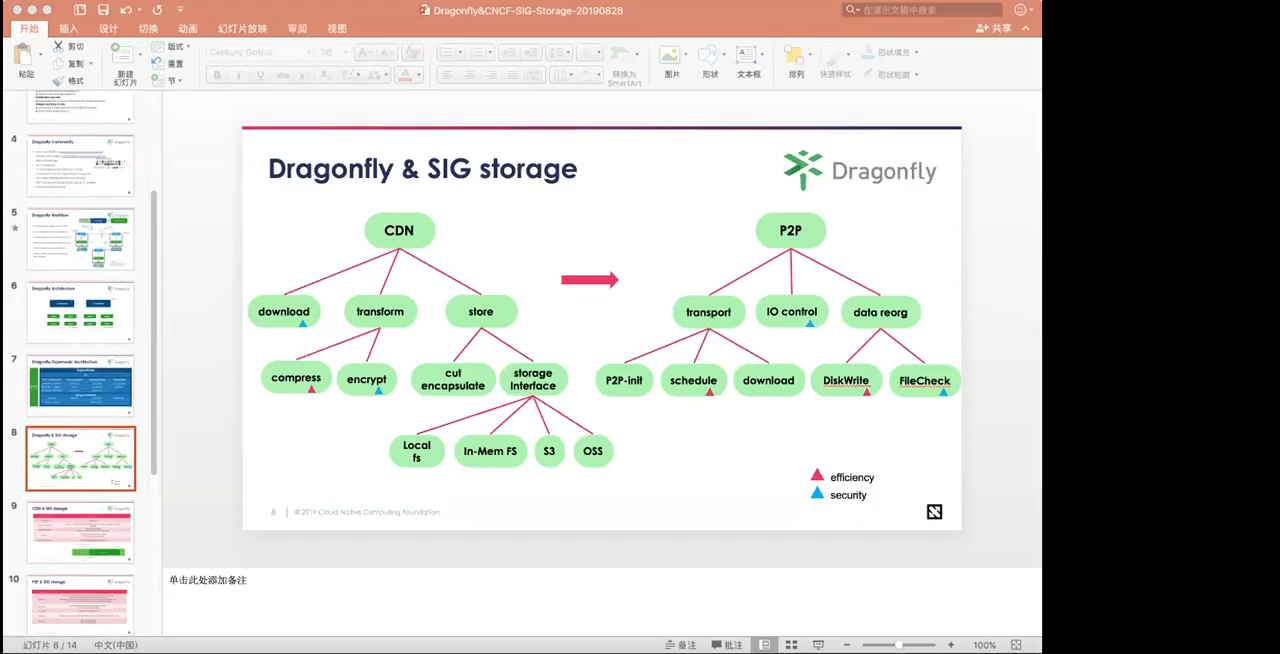 Dragonfly&CNCF-SIG-Storage-20190828
在演示文稿中搜索
开始 插入 设计 切换 动画 幻灯片放映 审阅 视图
共享
粘贴
剪切
复制
格式
新建
幻灯片
版式
重置
节
Century Gothic
36
转换为
SmartArt
图片
形状
文本框
排列
快速样式
形状填充
形状轮廓
4
Dragonfly Community
5
Dragonfly Workflow
6
Dragonfly Architecture
7
Dragonfly/Supernode Architecture
8
Dragonfly & SIG storage
9
CDN & SIG storage
10
P2P & SIG storage
Dragonfly & SIG storage
Dragonfly
CDN
P2P
download
transform
store
transport
IO control
data reorg
compress
encrypt
cut
encapsulate
storage
Interface
P2P-init
schedule
download
DiskWrite
FileCheck
Local
fs
In-Mem FS
S3
OSS
efficiency
security
8
© 2019 Cloud Native Computing Foundation
单击此处添加备注
幻灯片 8 / 14
中文(中国)
备注
批注
100%